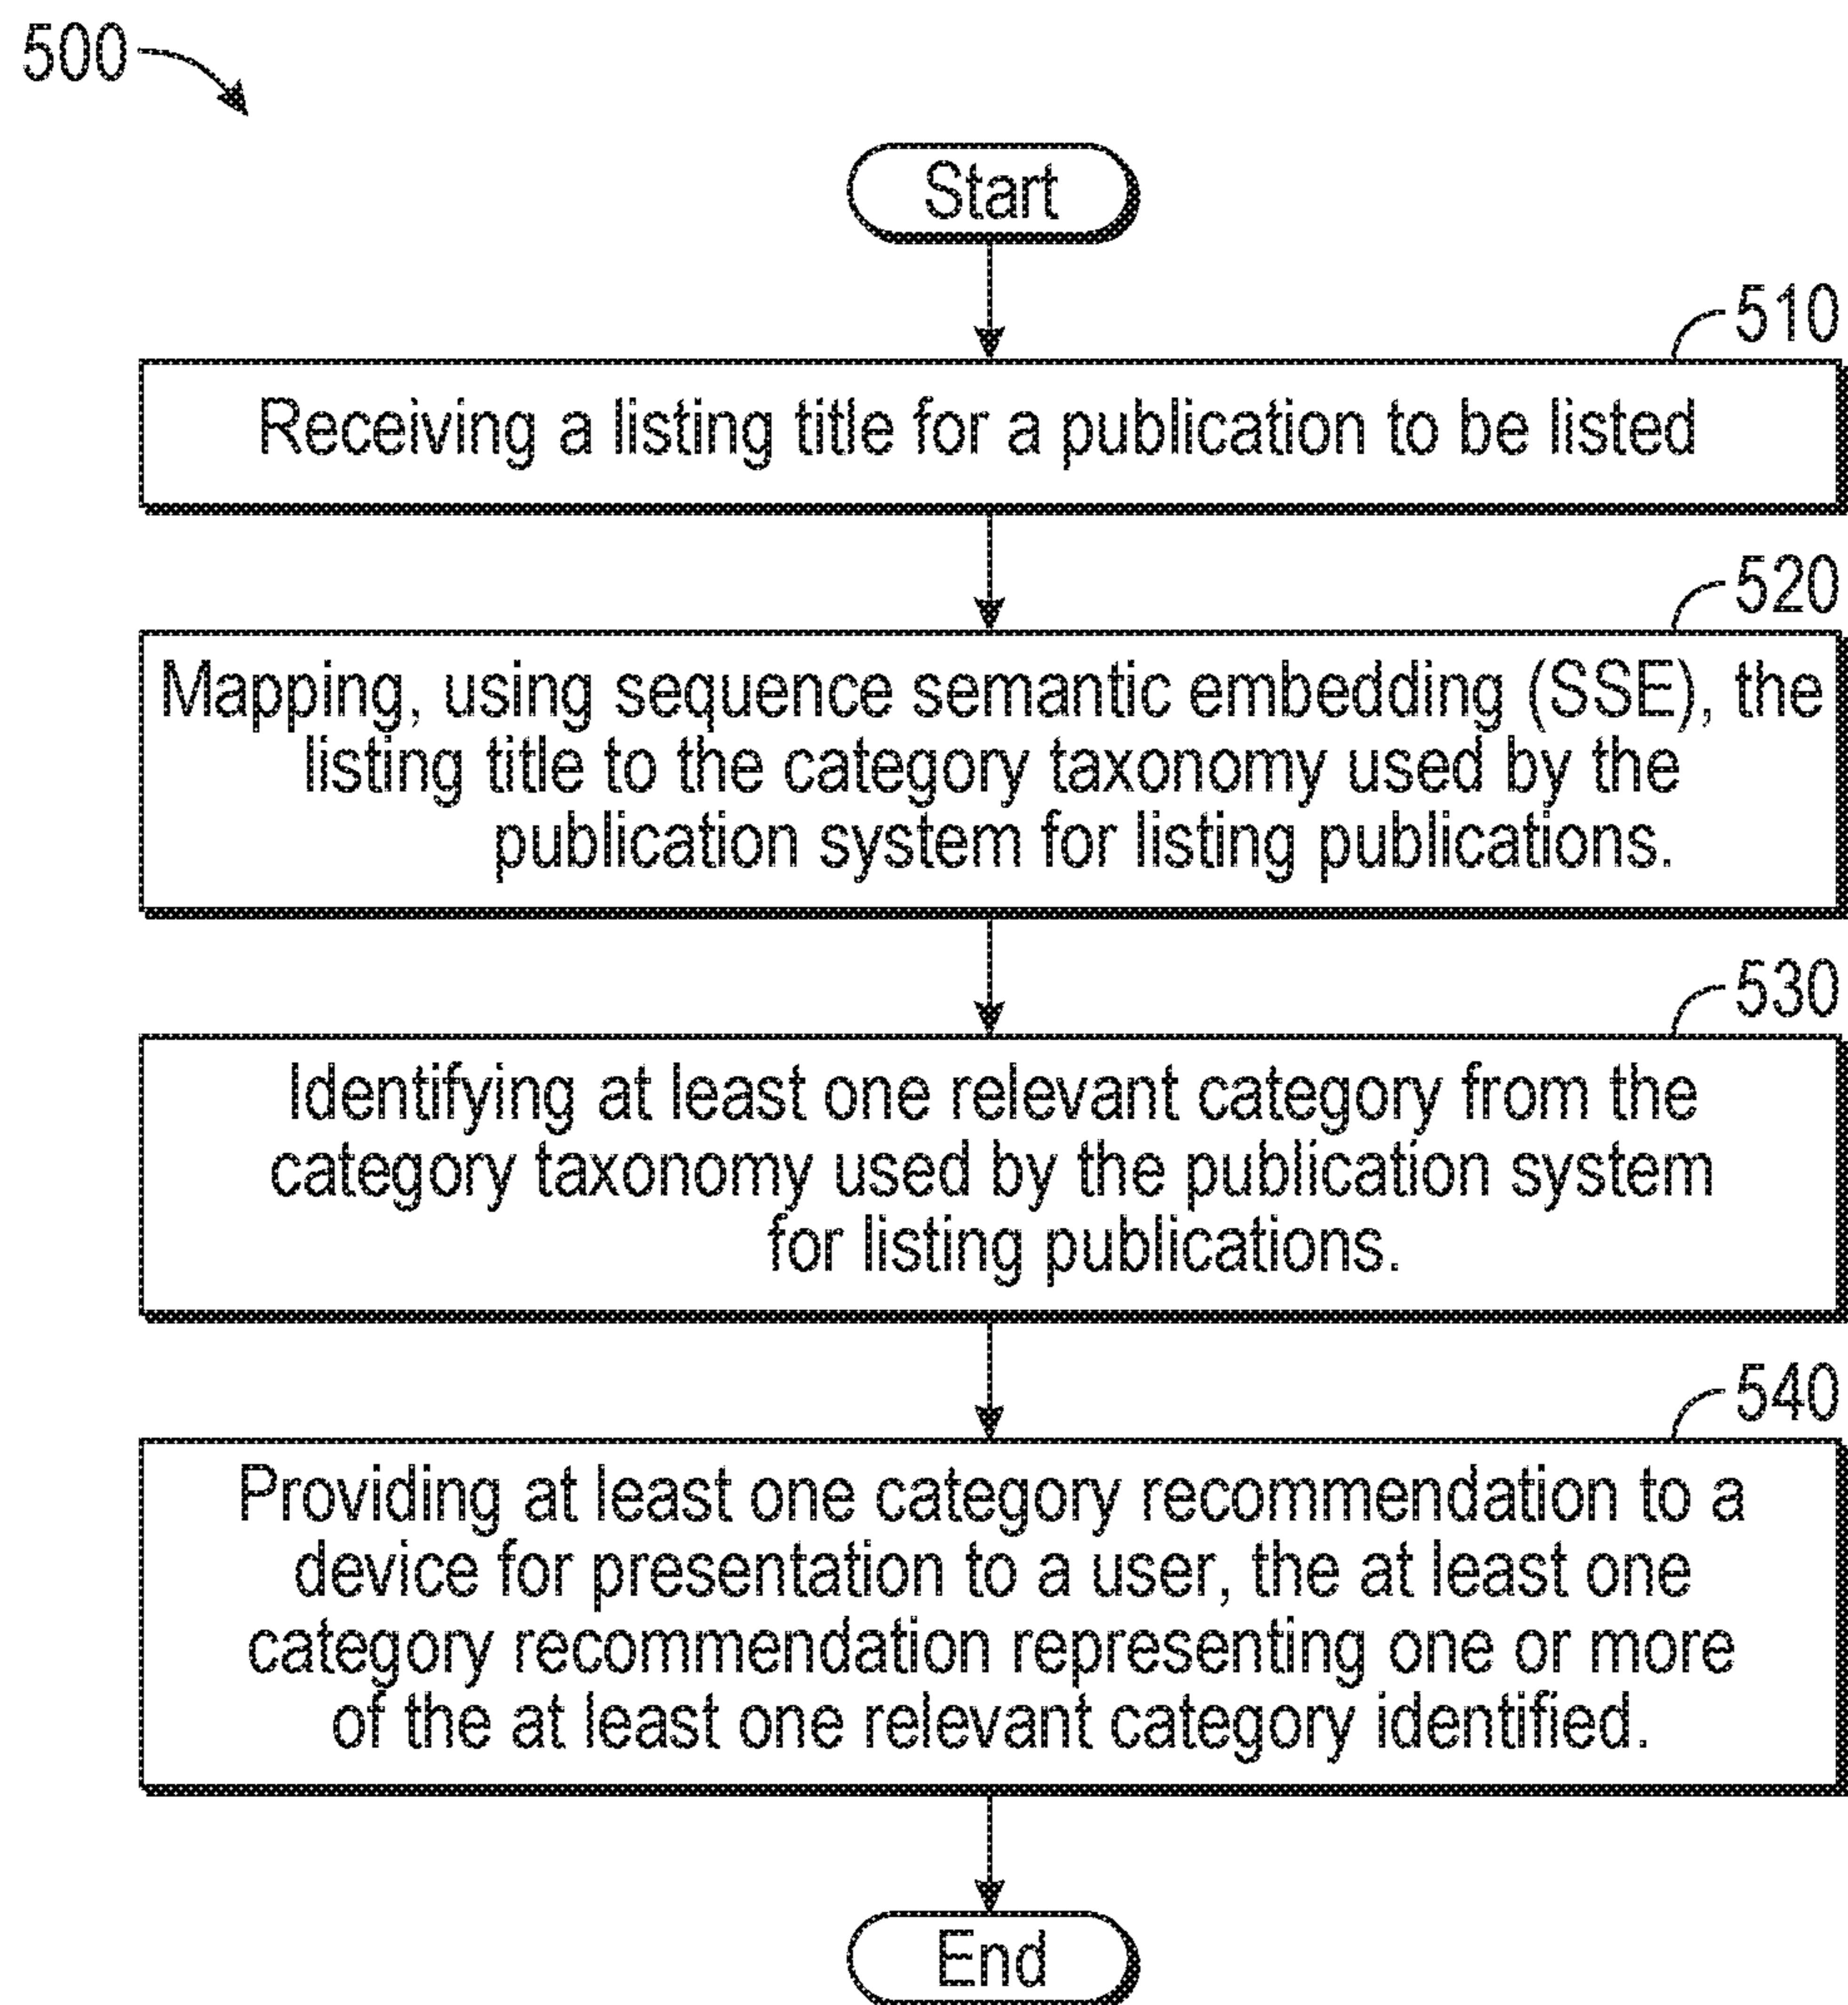 500
Start
510
Receiving a listing title for a publication to be listed
520
Mapping, using sequence semantic embedding (SSE), the
listing title to the category taxonomy used by the
publication system for listing publications.
530
Identifying at least one relevant category from the
category taxonomy used by the publication system
for listing publications.
540
Providing at least one category recommendation to a
device for presentation to a user, the at least one
category recommendation representing one or more
of the at least one relevant category identified.
End